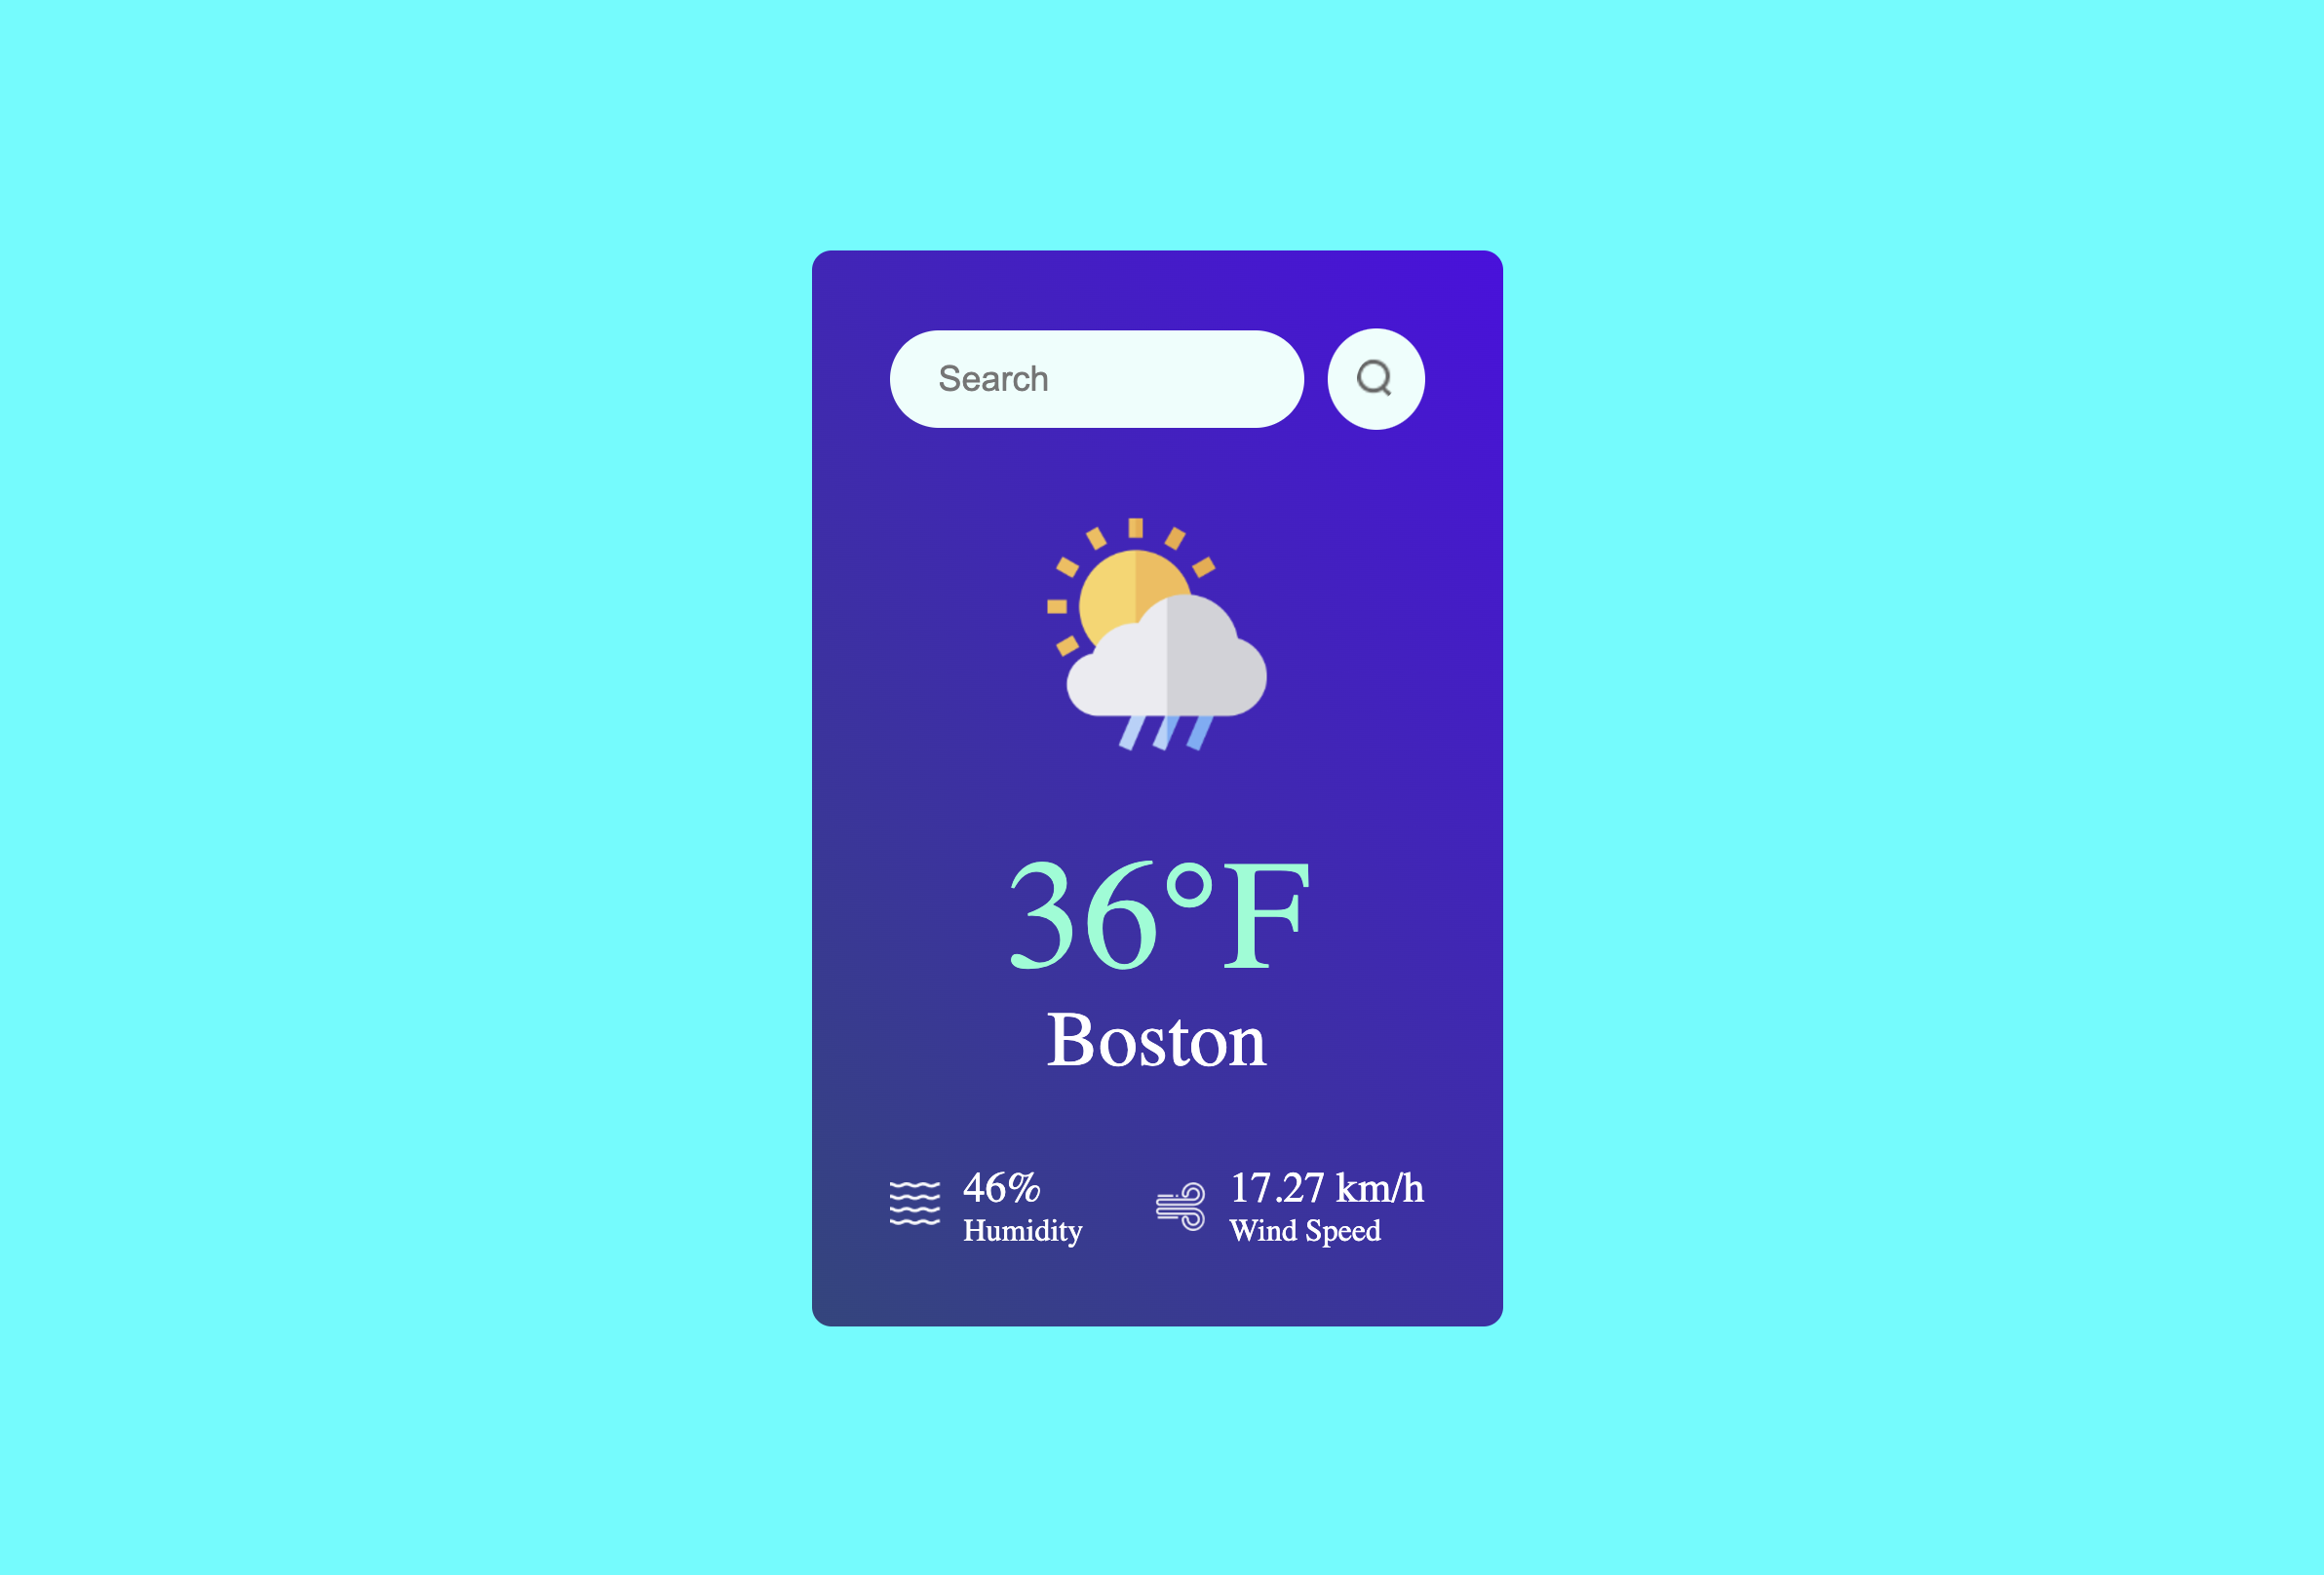 Search
36°F
Boston
46%
Humidity
17.27 km/h
Wind Speed